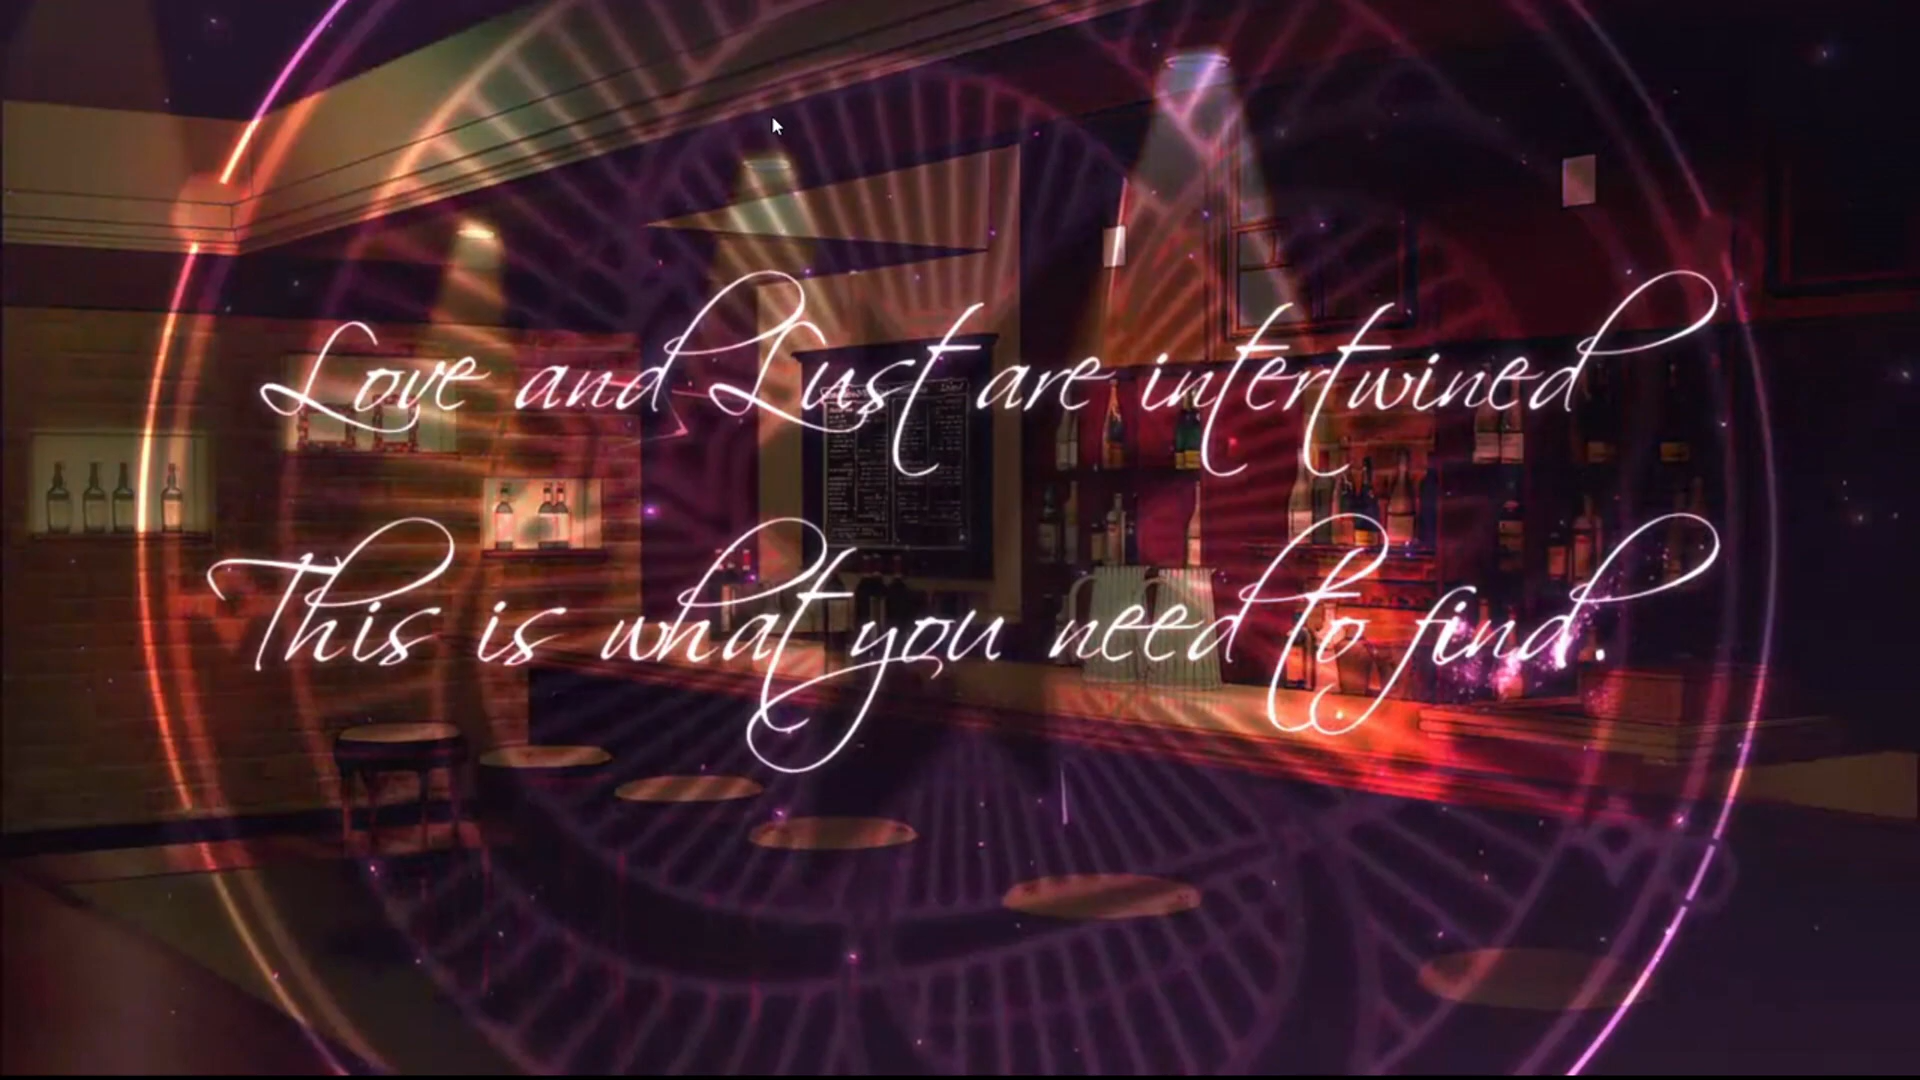 Love and Lust are intertwined
This is what you need to find.